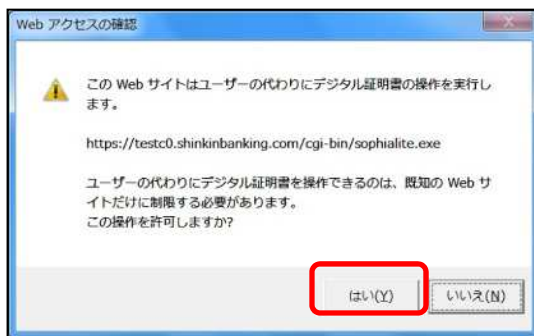 Web アクセスの確認
この Web サイトはユーザーの代わりにデジタル証明書の操作を実行し
ます。
https://testc0.shinkinbanking.com/cgi-bin/sophialite.exe
ユーザーの代わりにデジタル証明書を操作できるのは、既知の Web サ
イトだけに制限する必要があります。
この操作を許可しますか?
はい(Y) いいえ(N)